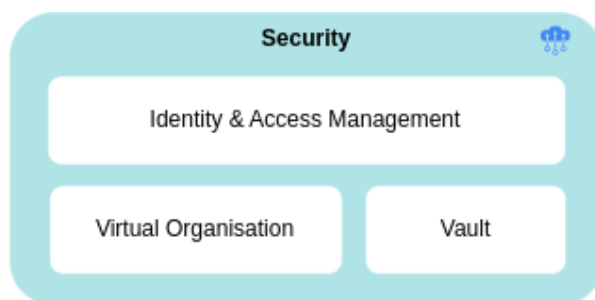 Security
Identity & Access Management
Virtual Organisation
Vault